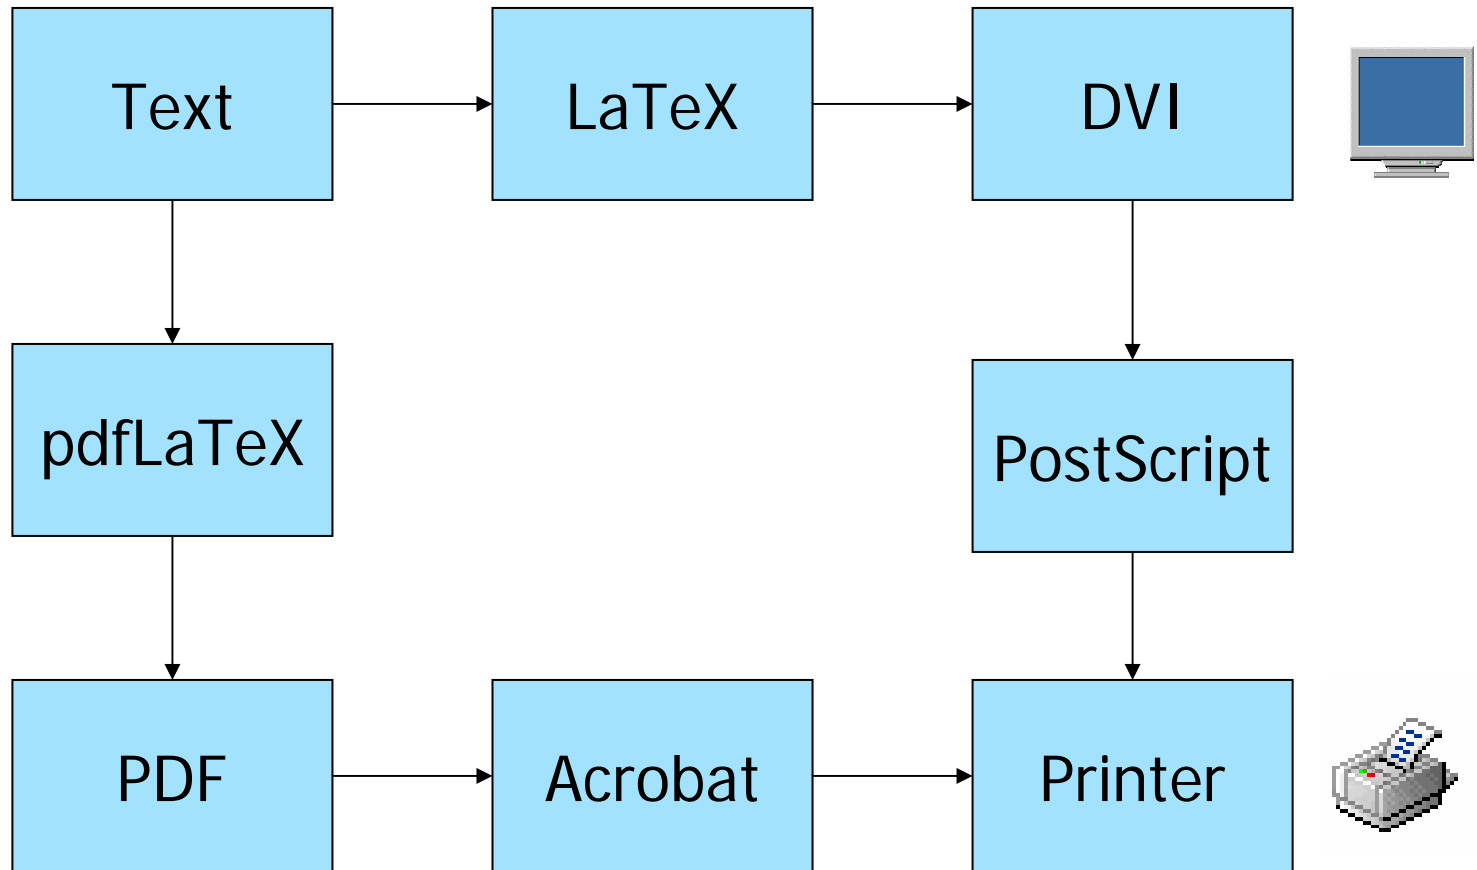 Text
LaTeX
DVI
pdfLaTeX
PostScript
PDF
Acrobat
Printer